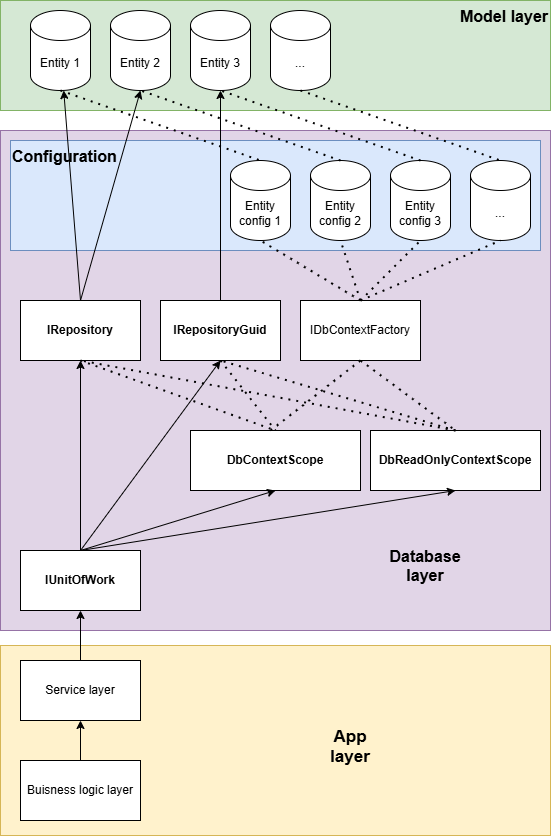 Model layer
Entity 1
Entity 2
Entity 3
...
Configuration
Entity
config 1
Entity
config 2
Entity
config 3
...
IRepository
IRepositoryGuid
IDbContextFactory
DbContextScope
DbReadOnlyContextScope
Database
layer
IUnitOfWork
Service layer
App
layer
Buisness logic layer